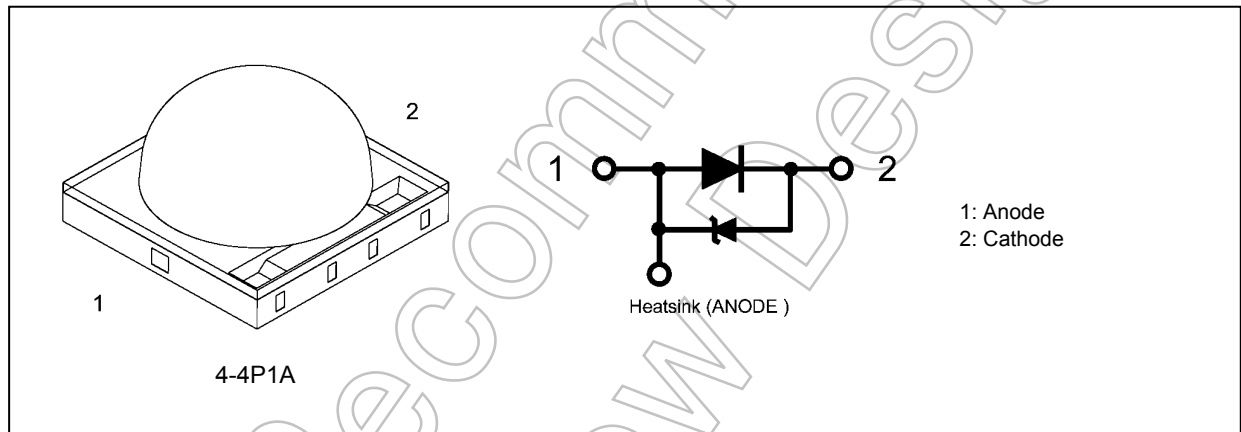 2
1
4-4P1A
1
2
Heatsink (ANODE )
1: Anode
2: Cathode